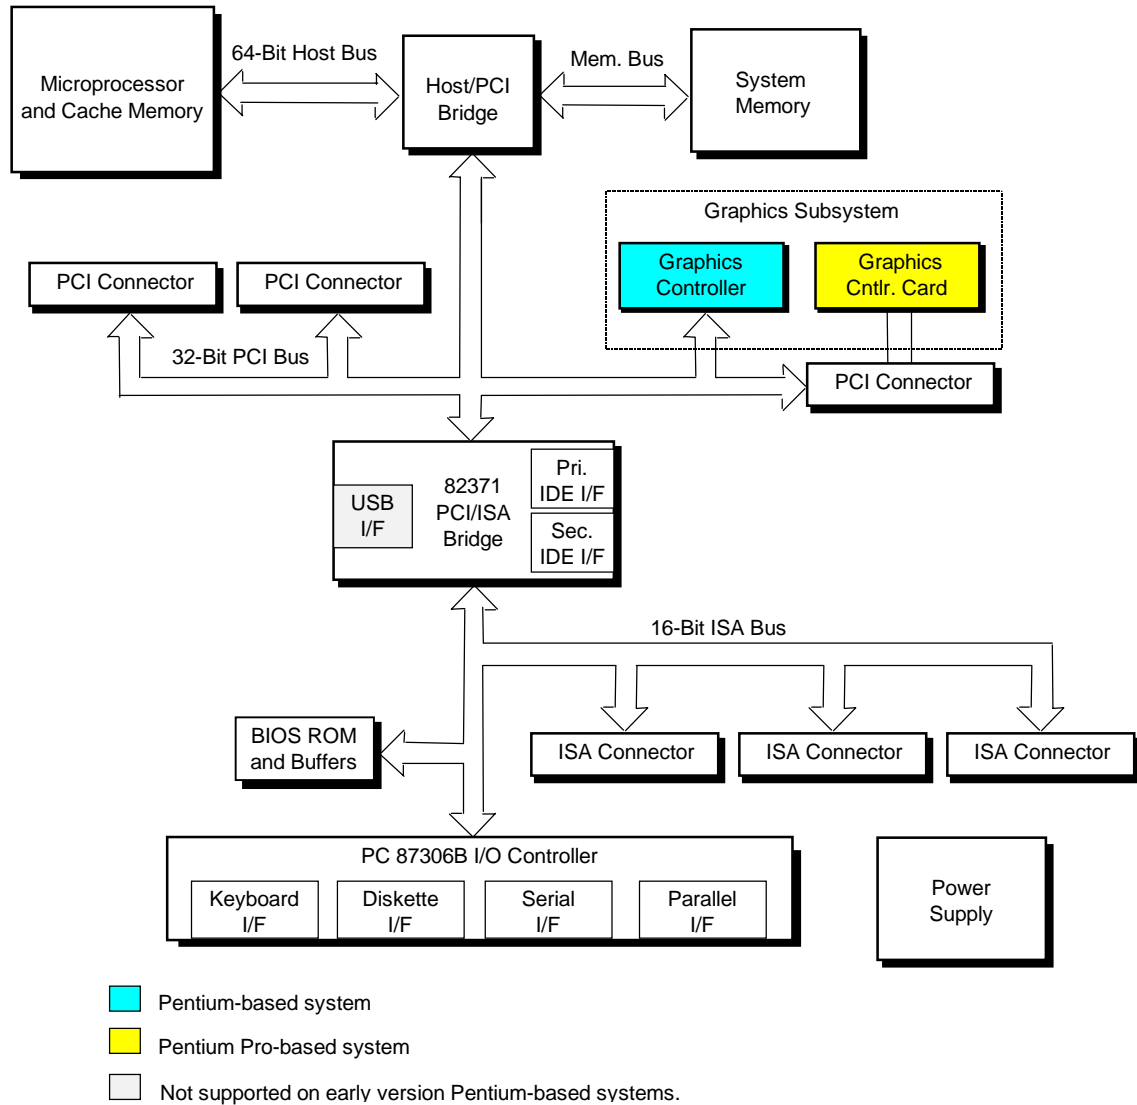 64-Bit Host Bus
Mem. Bus
Microprocessor
and Cache Memory
Host/PCI
Bridge
System
Memory
Graphics Subsystem
PCI Connector
PCI Connector
Graphics
Controller
Graphics
Cntlr. Card
32-Bit PCI Bus
PCI Connector
USB
I/F
82371
PCI/ISA
Bridge
Pri.
IDE I/F
Sec.
IDE I/F
16-Bit ISA Bus
BIOS ROM
and Buffers
ISA Connector
ISA Connector
ISA Connector
PC 87306B I/O Controller
Keyboard
I/F
Diskette
I/F
Serial
I/F
Parallel
I/F
Power
Supply
Pentium-based system
Pentium Pro-based system
Not supported on early version Pentium-based systems.